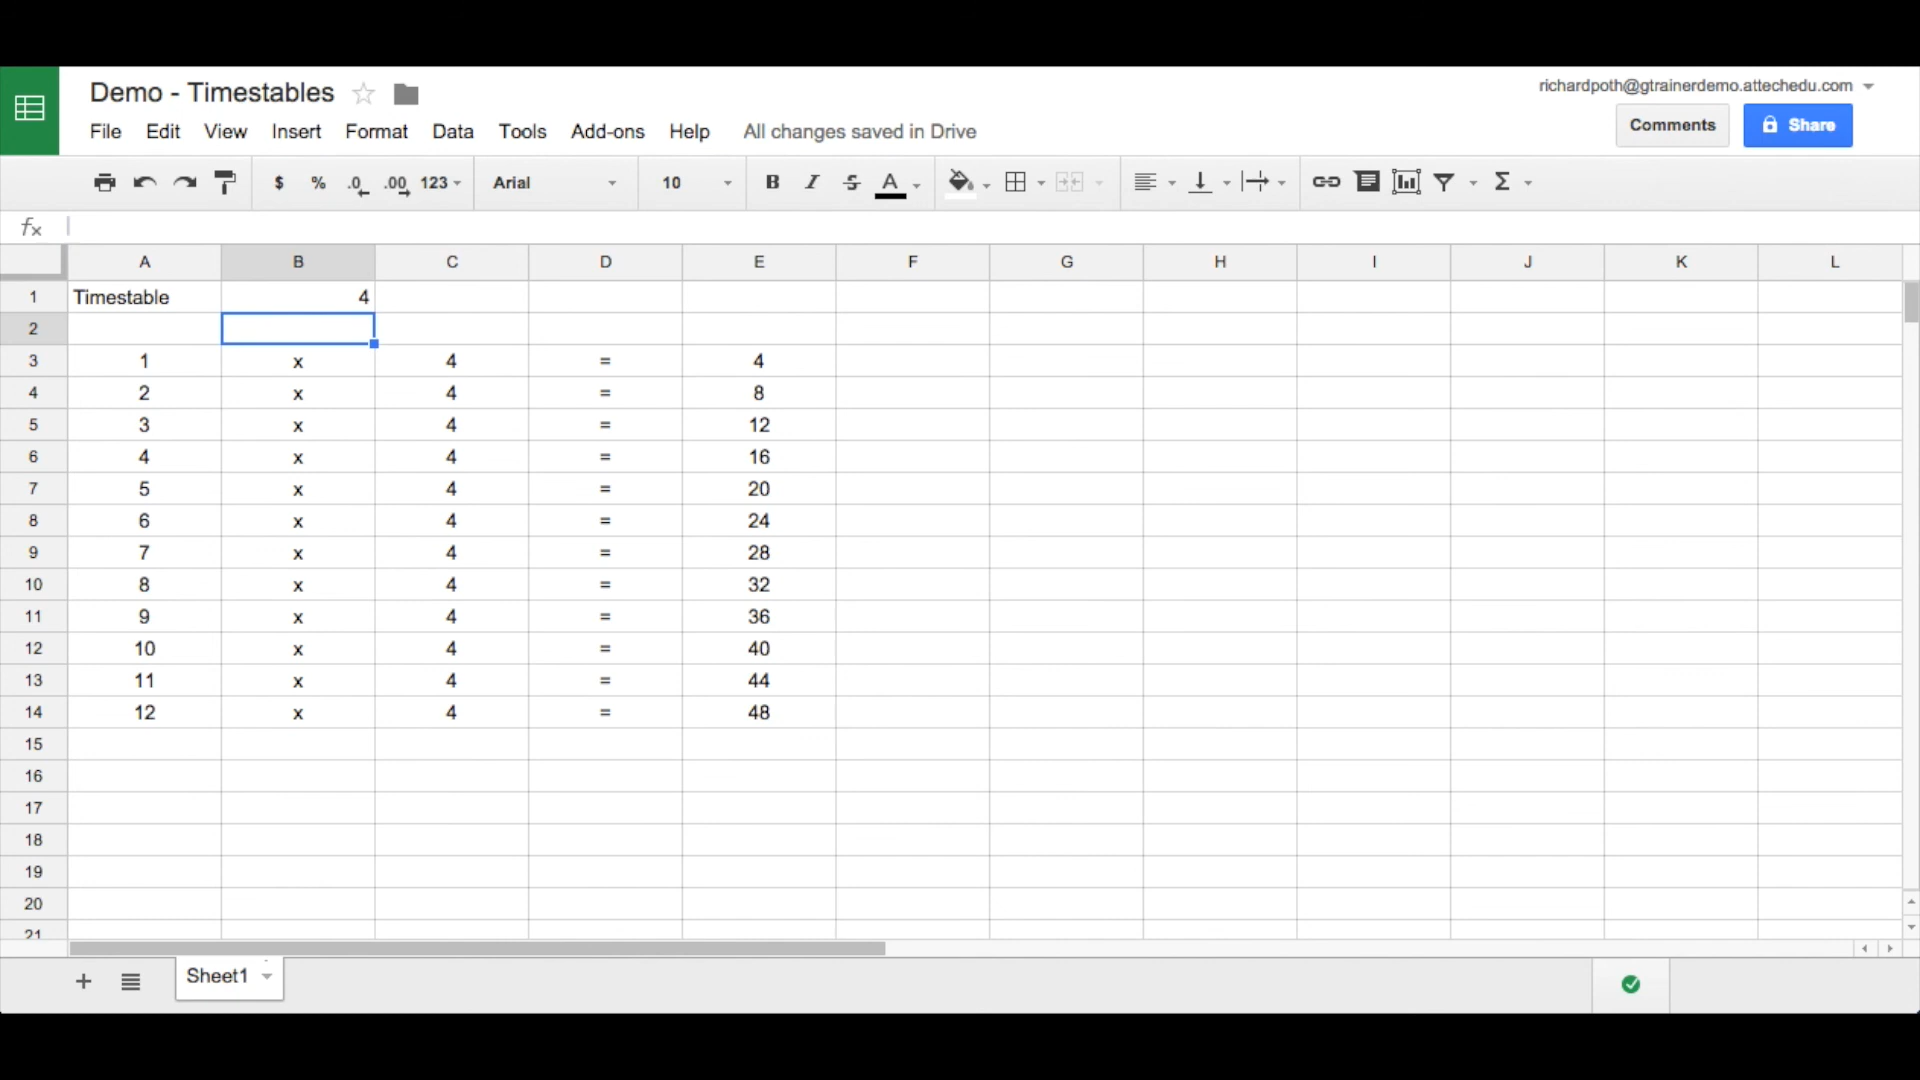 Demo - Timestables
richardpoth@gtrainerdemo.attechedu.com
File Edit View Insert Format Data Tools Add-ons Help All changes saved in Drive
Comments Share
$ % .0 .00 123 Arial 10 B I S A Σ
fx
A B C D E F G H I J K L
1 Timestable 4
2
3 1 x 4 = 4
4 2 x 4 = 8
5 3 x 4 = 12
6 4 x 4 = 16
7 5 x 4 = 20
8 6 x 4 = 24
9 7 x 4 = 28
10 8 x 4 = 32
11 9 x 4 = 36
12 10 x 4 = 40
13 11 x 4 = 44
14 12 x 4 = 48
15
16
17
18
19
20
21
+ Sheet1